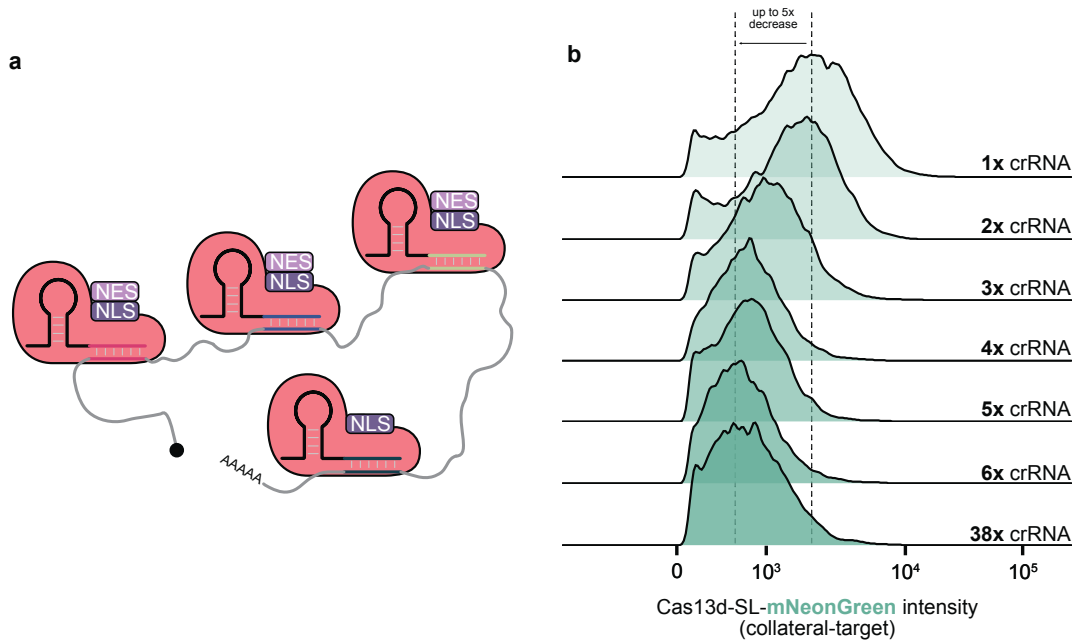 a
NES
NLS
NES
NLS
NES
NLS
NLS
AAAAA
b
up to 5x
decrease
1x crRNA
2x crRNA
3x crRNA
4x crRNA
5x crRNA
6x crRNA
38x crRNA
0 10³ 10⁴ 10⁵
Cas13d-SL-mNeonGreen intensity
(collateral-target)